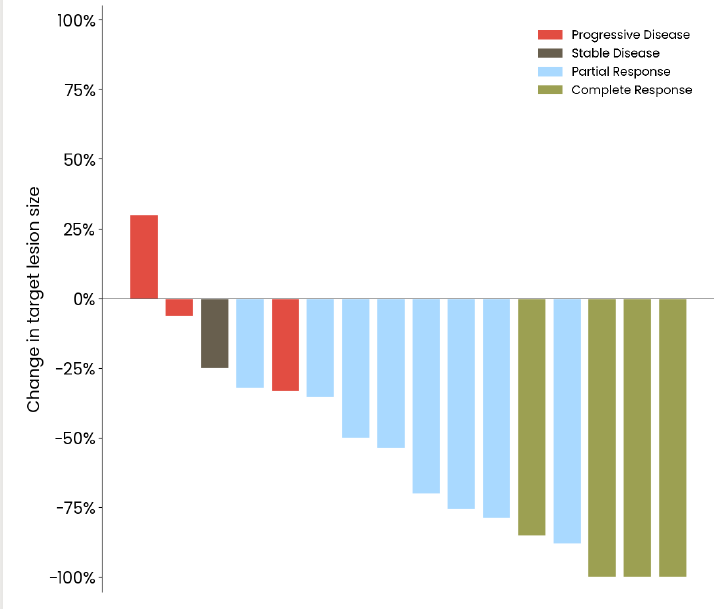 100%
75%
50%
25%
0%
−25%
−50%
−75%
−100%
Change in target lesion size
Progressive Disease
Stable Disease
Partial Response
Complete Response